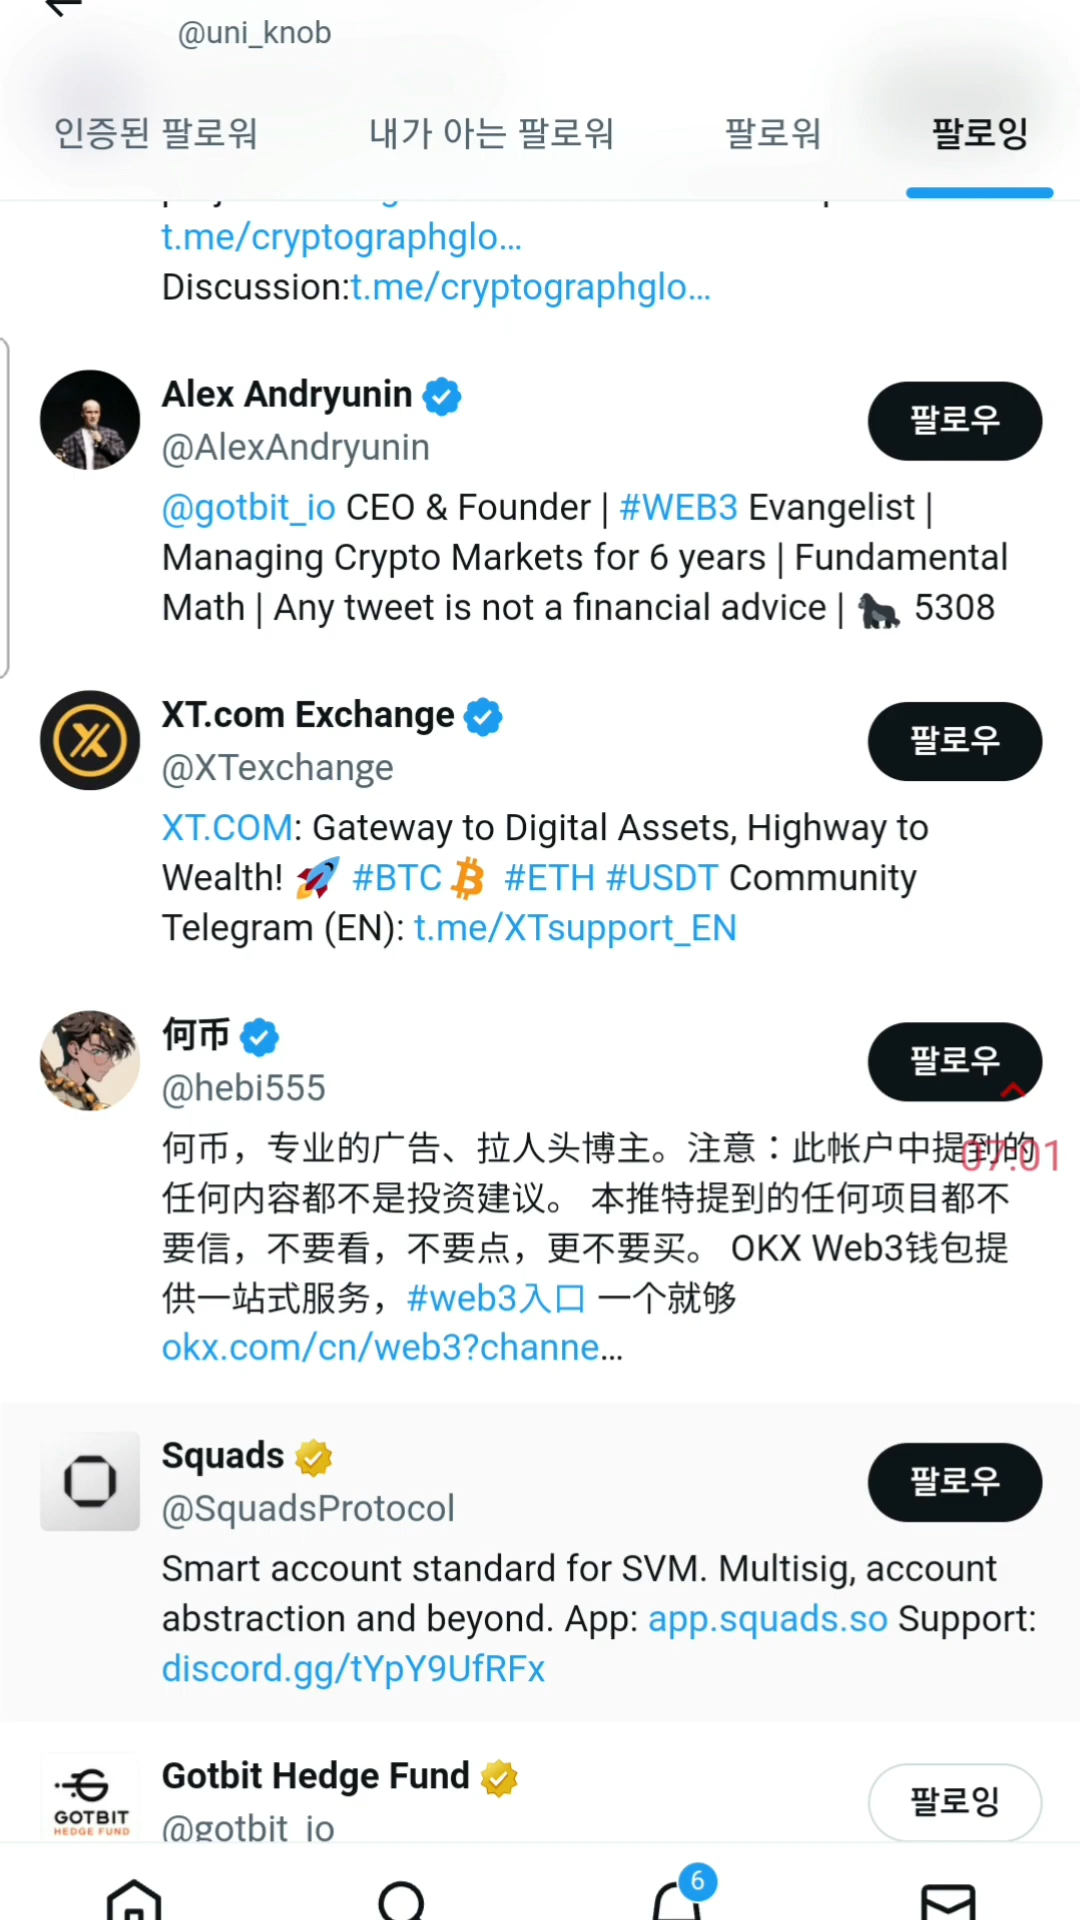 @uni_knob
인증된 팔로워 내가 아는 팔로워 팔로워 팔로잉
t.me/cryptographglo...
Discussion:t.me/cryptographglo...
Alex Andryunin
팔로우
@AlexAndryunin
@gotbit_io CEO & Founder | #WEB3 Evangelist |
Managing Crypto Markets for 6 years | Fundamental
Math | Any tweet is not a financial advice | 🦍 5308
XT.com Exchange
팔로우
@XTexchange
XT.COM: Gateway to Digital Assets, Highway to
Wealth! 🚀 #BTC #ETH #USDT Community
Telegram (EN): t.me/XTsupport_EN
何币
팔로우
@hebi555
何币，专业的广告、拉人头博主。注意：此帐户中提到的
07:01
任何内容都不是投资建议。 本推特提到的任何项目都不
要信，不要看，不要点，更不要买。 OKX Web3钱包提
供一站式服务，#web3入口 一个就够
okx.com/cn/web3?channe...
Squads
팔로우
@SquadsProtocol
Smart account standard for SVM. Multisig, account
abstraction and beyond. App: app.squads.so Support:
discord.gg/tYpY9UfRFx
Gotbit Hedge Fund
팔로잉
GOTBIT
HEDGE FUND
@gotbit_io
6